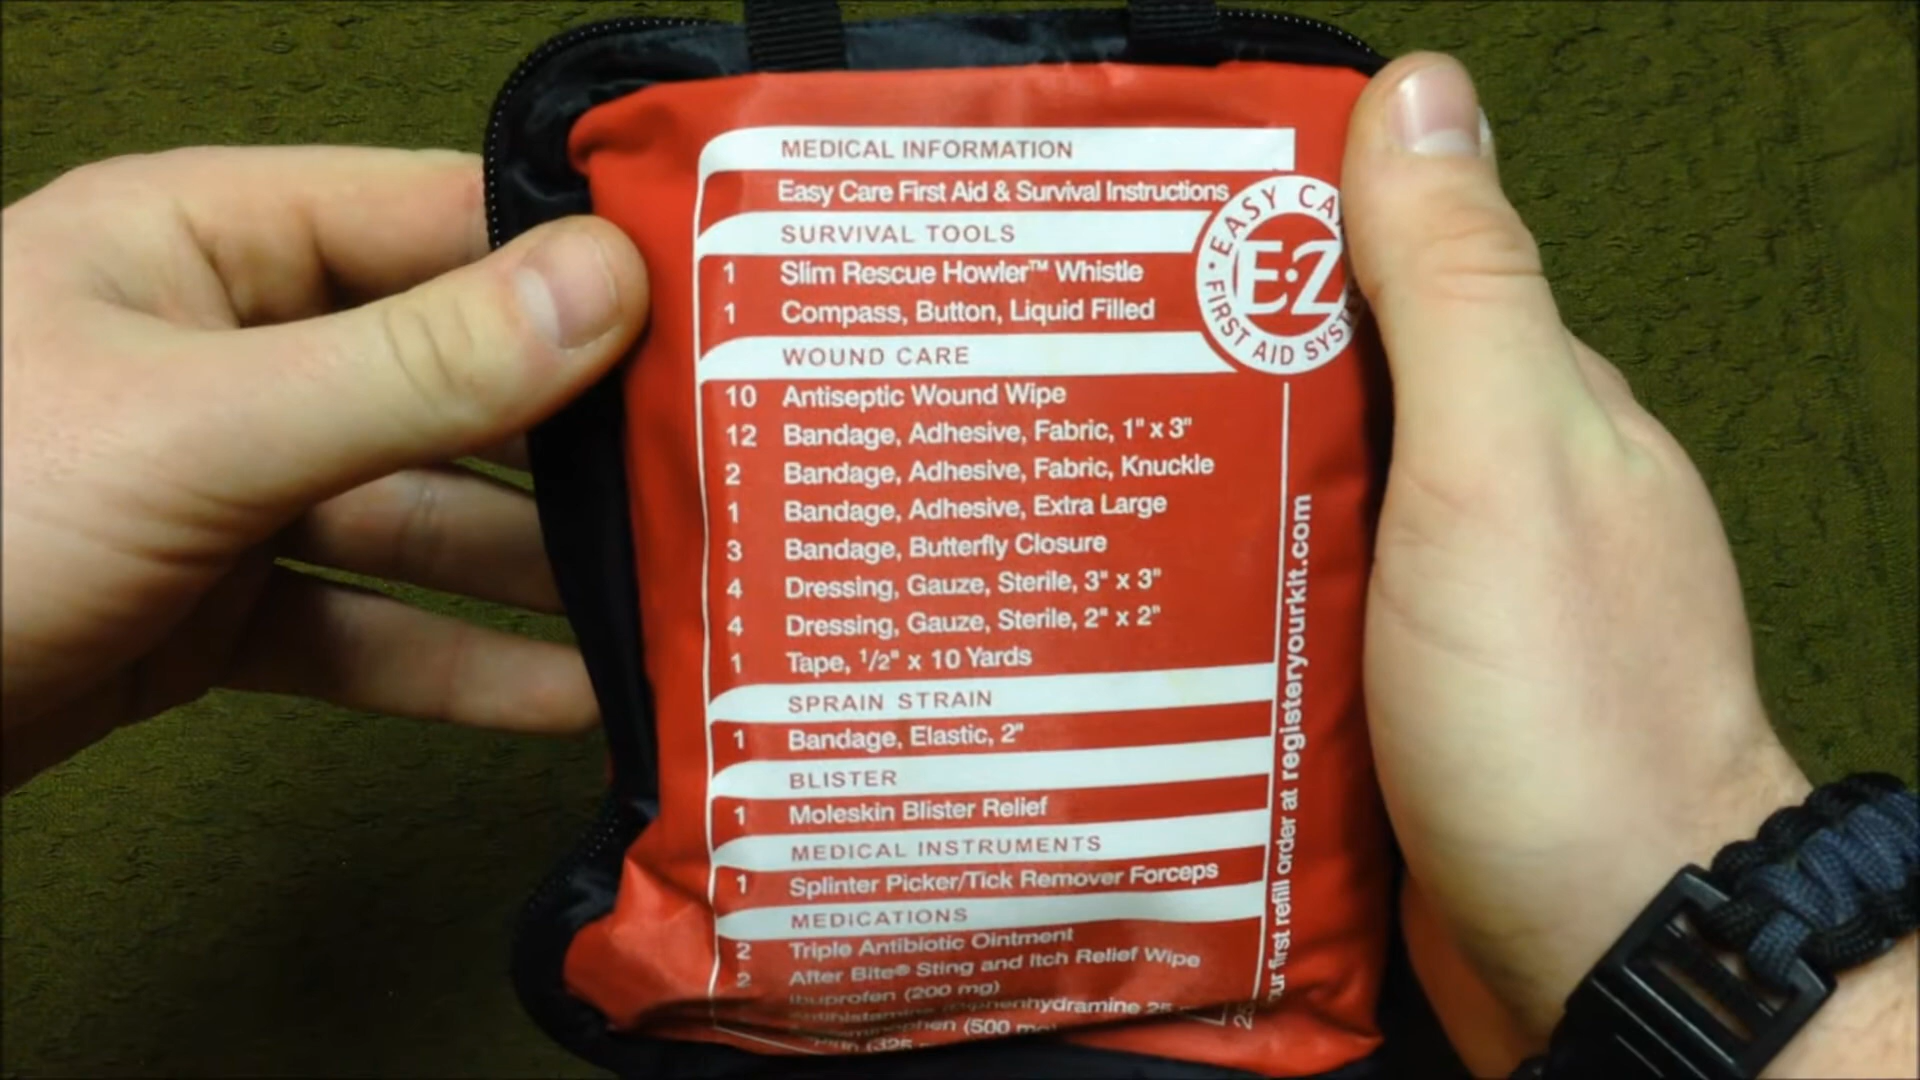 MEDICAL INFORMATION
Easy Care First Aid & Survival Instructions
SURVIVAL TOOLS
1 Slim Rescue Howler™ Whistle
1 Compass, Button, Liquid Filled
WOUND CARE
10 Antiseptic Wound Wipe
12 Bandage, Adhesive, Fabric, 1" x 3"
2 Bandage, Adhesive, Fabric, Knuckle
1 Bandage, Adhesive, Extra Large
3 Bandage, Butterfly Closure
4 Dressing, Gauze, Sterile, 3" x 3"
4 Dressing, Gauze, Sterile, 2" x 2"
1 Tape, 1/2" x 10 Yards
SPRAIN STRAIN
1 Bandage, Elastic, 2"
BLISTER
1 Moleskin Blister Relief
MEDICAL INSTRUMENTS
1 Splinter Picker/Tick Remover Forceps
MEDICATIONS
2 Triple Antibiotic Ointment
2 After Bite® Sting and Itch Relief Wipe
Ibuprofen (200 mg)
(500
(325
EASY
E·Z
FIRST AID
first refill order at registeryourkit.com